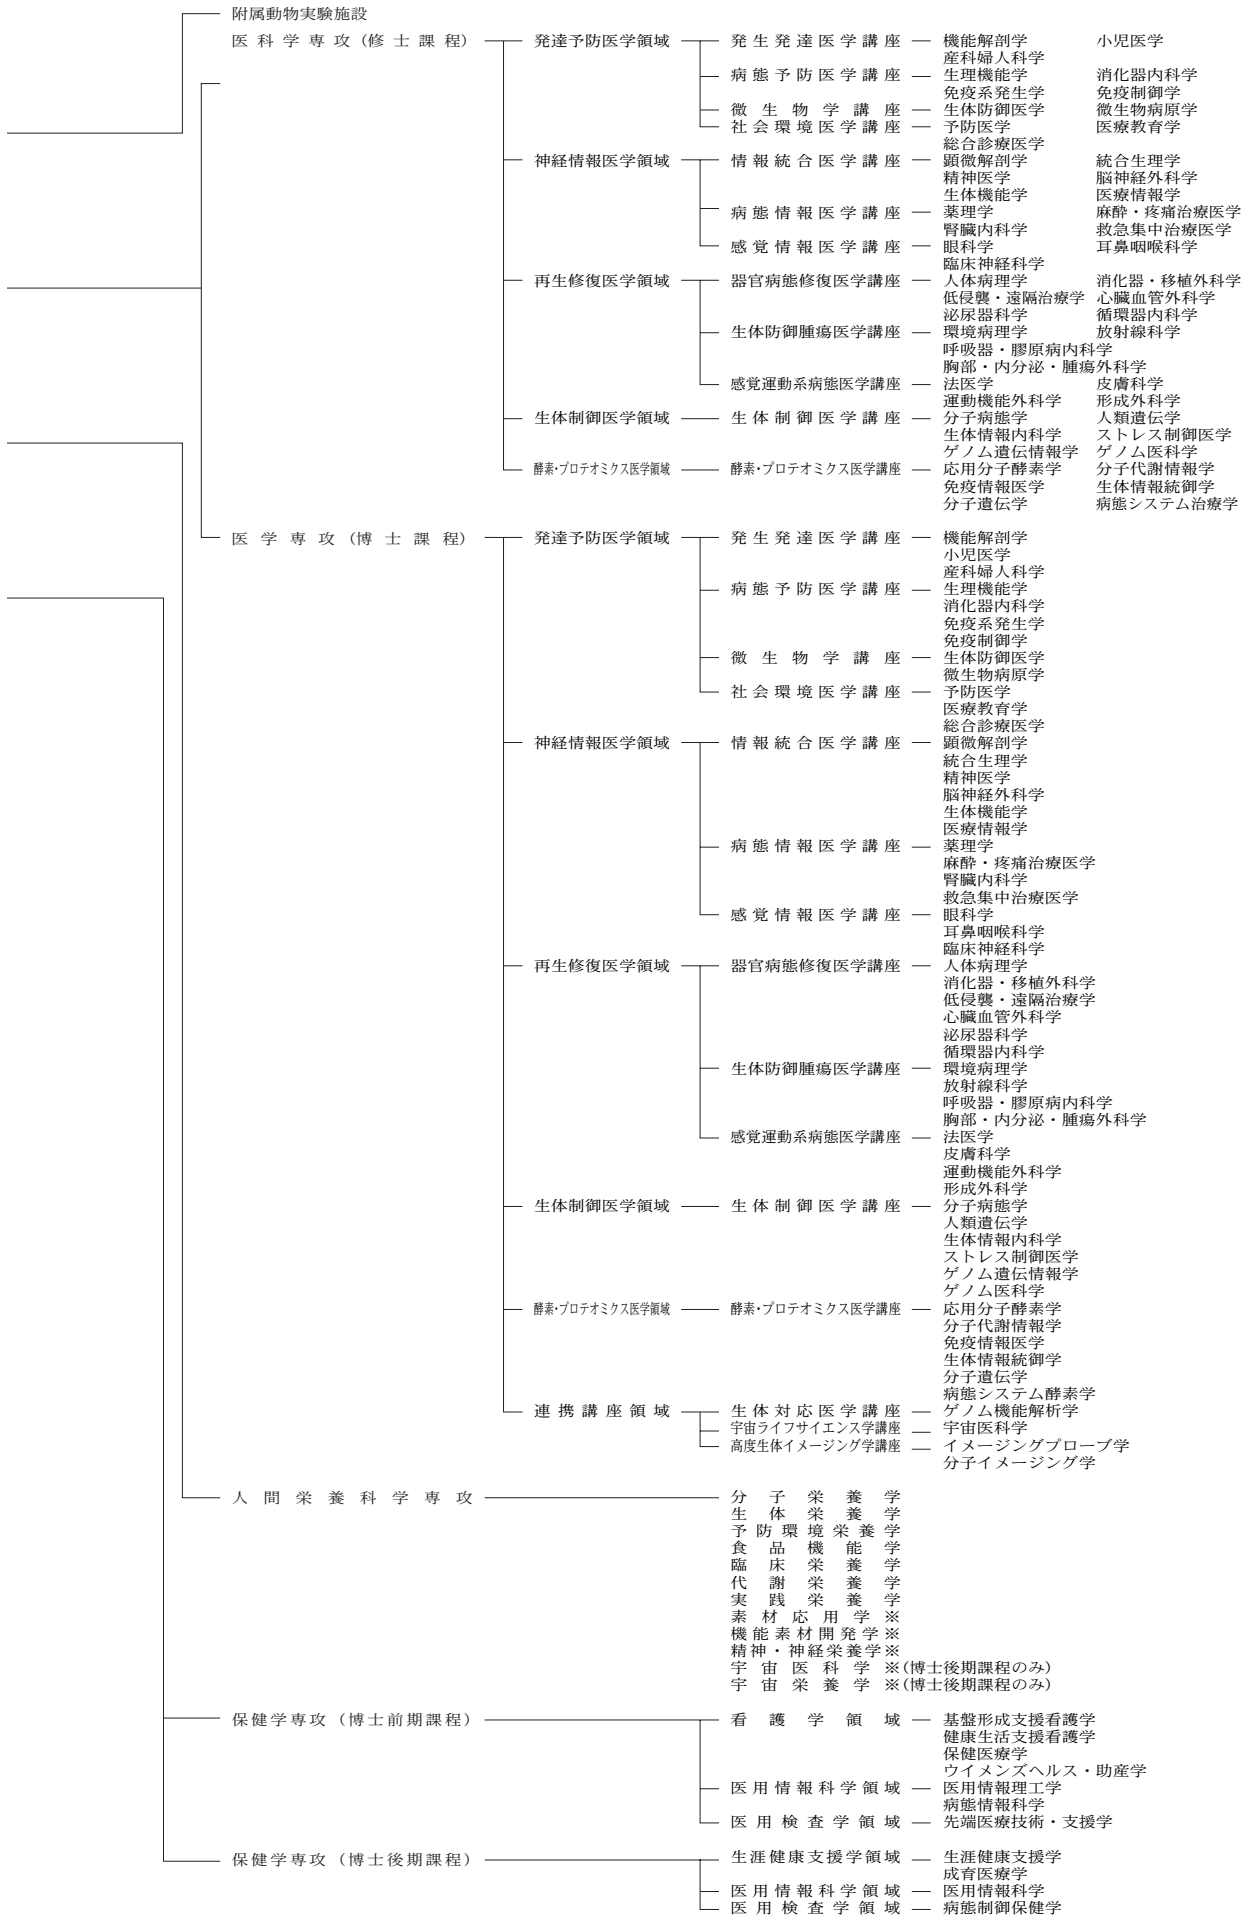 附属動物実験施設
医科学専攻(修士課程) 発達予防医学領域 発生発達医学講座 機能解剖学 小児医学
産科婦人科学
病態予防医学講座 生理機能学 消化器内科学
免疫系発生学 免疫制御学
微生物学講座 生体防御医学 微生物病原学
社会環境医学講座 予防医学 医療教育学
総合診療医学
神経情報医学領域 情報統合医学講座 顕微解剖学 統合生理学
精神医学 脳神経外科学
生体機能学 医療情報学
病態情報医学講座 薬理学 麻酔・疼痛治療医学
腎臓内科学 救急集中治療医学
感覚情報医学講座 眼科学 耳鼻咽喉科学
臨床神経科学
再生修復医学領域 器官病態修復医学講座 人体病理学 消化器・移植外科学
低侵襲・遠隔治療学 心臓血管外科学
泌尿器科学 循環器内科学
生体防御腫瘍医学講座 環境病理学 放射線科学
呼吸器・膠原病内科学
胸部・内分泌・腫瘍外科学
感覚運動系病態医学講座 法医学 皮膚科学
運動機能外科学 形成外科学
生体制御医学領域 生体制御医学講座 分子病態学 人類遺伝学
生体情報内科学 ストレス制御医学
ゲノム遺伝情報学 ゲノム医科学
酵素・プロテオミクス医学領域 酵素・プロテオミクス医学講座 応用分子酵素学 分子代謝情報学
免疫情報医学 生体情報統御学
分子遺伝学 病態システム治療学
医学専攻(博士課程) 発達予防医学領域 発生発達医学講座 機能解剖学
小児医学
産科婦人科学
病態予防医学講座 生理機能学
消化器内科学
免疫系発生学
免疫制御学
微生物学講座 生体防御医学
微生物病原学
社会環境医学講座 予防医学
医療教育学
総合診療医学
神経情報医学領域 情報統合医学講座 顕微解剖学
統合生理学
精神医学
脳神経外科学
生体機能学
医療情報学
病態情報医学講座 薬理学
麻酔・疼痛治療医学
腎臓内科学
救急集中治療医学
感覚情報医学講座 眼科学
耳鼻咽喉科学
臨床神経科学
再生修復医学領域 器官病態修復医学講座 人体病理学
消化器・移植外科学
低侵襲・遠隔治療学
心臓血管外科学
泌尿器科学
循環器内科学
生体防御腫瘍医学講座 環境病理学
放射線科学
呼吸器・膠原病内科学
胸部・内分泌・腫瘍外科学
感覚運動系病態医学講座 法医学
皮膚科学
運動機能外科学
形成外科学
生体制御医学領域 生体制御医学講座 分子病態学
人類遺伝学
生体情報内科学
ストレス制御医学
ゲノム遺伝情報学
ゲノム医科学
酵素・プロテオミクス医学領域 酵素・プロテオミクス医学講座 応用分子酵素学
分子代謝情報学
免疫情報医学
生体情報統御学
分子遺伝学
病態システム酵素学
連携講座領域 生体対応医学講座 ゲノム機能解析学
宇宙ライフサイエンス学講座 宇宙医科学
高度生体イメージング学講座 イメージングプローブ学
分子イメージング学
人間栄養科学専攻 分子栄養学
生体栄養学
予防環境栄養学
食品機能学
臨床栄養学
代謝栄養学
実践栄養学
素材応用学※
機能素材開発学※
精神・神経栄養学※
宇宙医科学※(博士後期課程のみ)
宇宙栄養学※(博士後期課程のみ)
保健学専攻(博士前期課程) 看護学領域 基盤形成支援看護学
健康生活支援看護学
保健医療学
ウイメンズヘルス・助産学
医用情報科学領域 医用情報理工学
病態情報科学
医用検査学領域 先端医療技術・支援学
保健学専攻(博士後期課程) 生涯健康支援学領域 生涯健康支援学
成育医療学
医用情報科学領域 医用情報科学
医用検査学領域 病態制御保健学